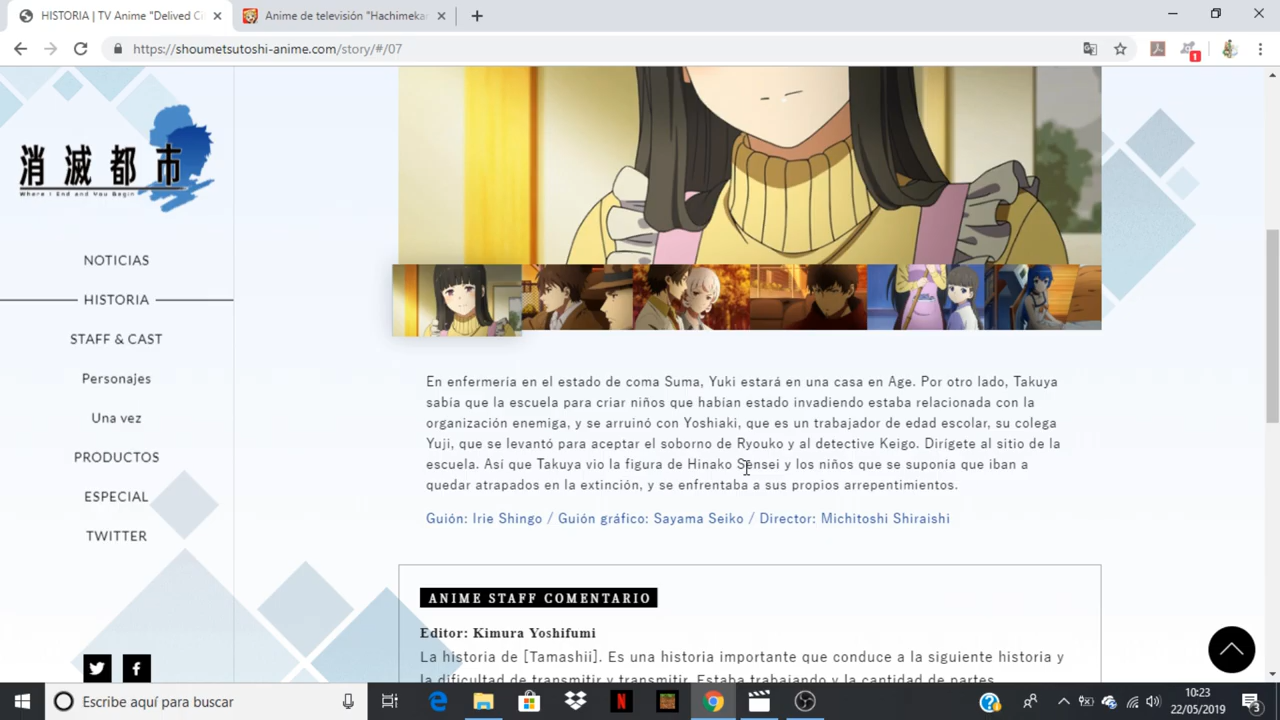 HISTORIA | TV Anime "Delived Ci
Anime de televisión "Hachimeka
https://shoumetsutoshi-anime.com/story/#/07
1
消滅都市
Where I End and You Begin
NOTICIAS
HISTORIA
STAFF & CAST
Personajes
Una vez
PRODUCTOS
ESPECIAL
TWITTER
En enfermería en el estado de coma Suma, Yuki estará en una casa en Age. Por otro lado, Takuya
sabía que la escuela para criar niños que habían estado invadiendo estaba relacionada con la
organización enemiga, y se arruinó con Yoshiaki, que es un trabajador de edad escolar, su colega
Yuji, que se levantó para aceptar el soborno de Ryouko y al detective Keigo. Dirígete al sitio de la
escuela. Así que Takuya vio la figura de Hinako Sensei y los niños que se suponía que iban a
quedar atrapados en la extinción, y se enfrentaba a sus propios arrepentimientos.
Guión: Irie Shingo / Guión gráfico: Sayama Seiko / Director: Michitoshi Shiraishi
ANIME STAFF COMENTARIO
Editor: Kimura Yoshifumi
La historia de [Tamashii]. Es una historia importante que conduce a la siguiente historia y
la dificultad de transmitir y transmitir. Estaba trabajando y la cantidad de partes
Escribe aquí para buscar
10:23
22/05/2019
3